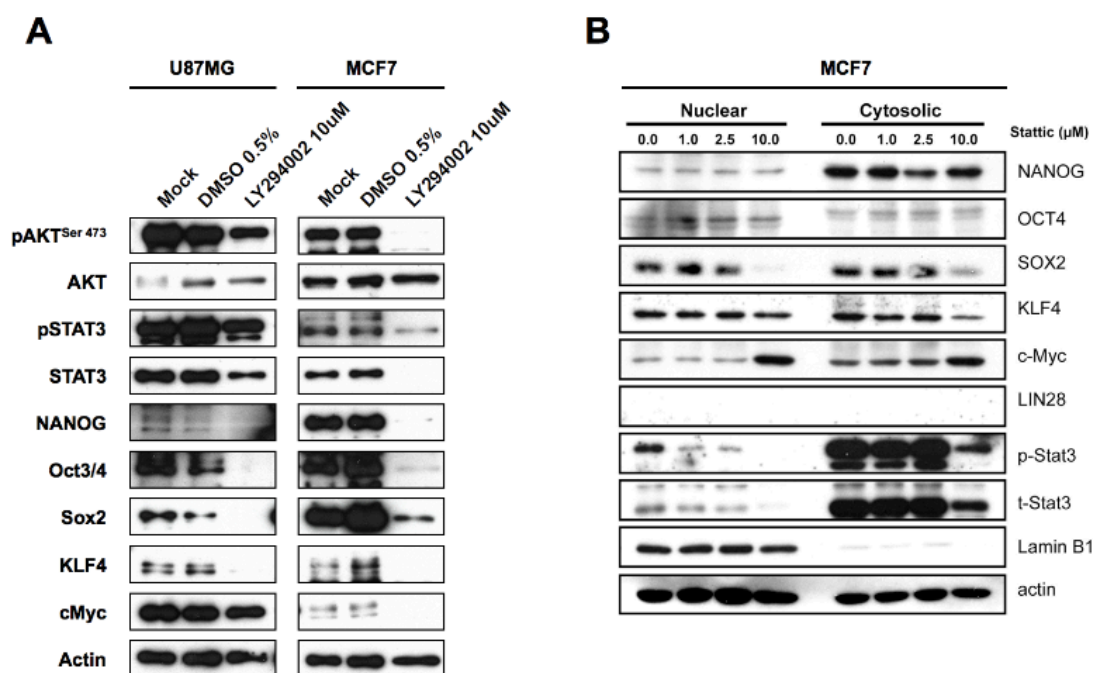 A
U87MG MCF7
Mock DMSO 0.5% LY294002 10uM Mock DMSO 0.5% LY294002 10uM
pAKT^Ser 473
AKT
pSTAT3
STAT3
NANOG
Oct3/4
Sox2
KLF4
cMyc
Actin
B
MCF7
Nuclear Cytosolic
0.0 1.0 2.5 10.0 0.0 1.0 2.5 10.0 Stattic (µM)
NANOG
OCT4
SOX2
KLF4
c-Myc
LIN28
p-Stat3
t-Stat3
Lamin B1
actin